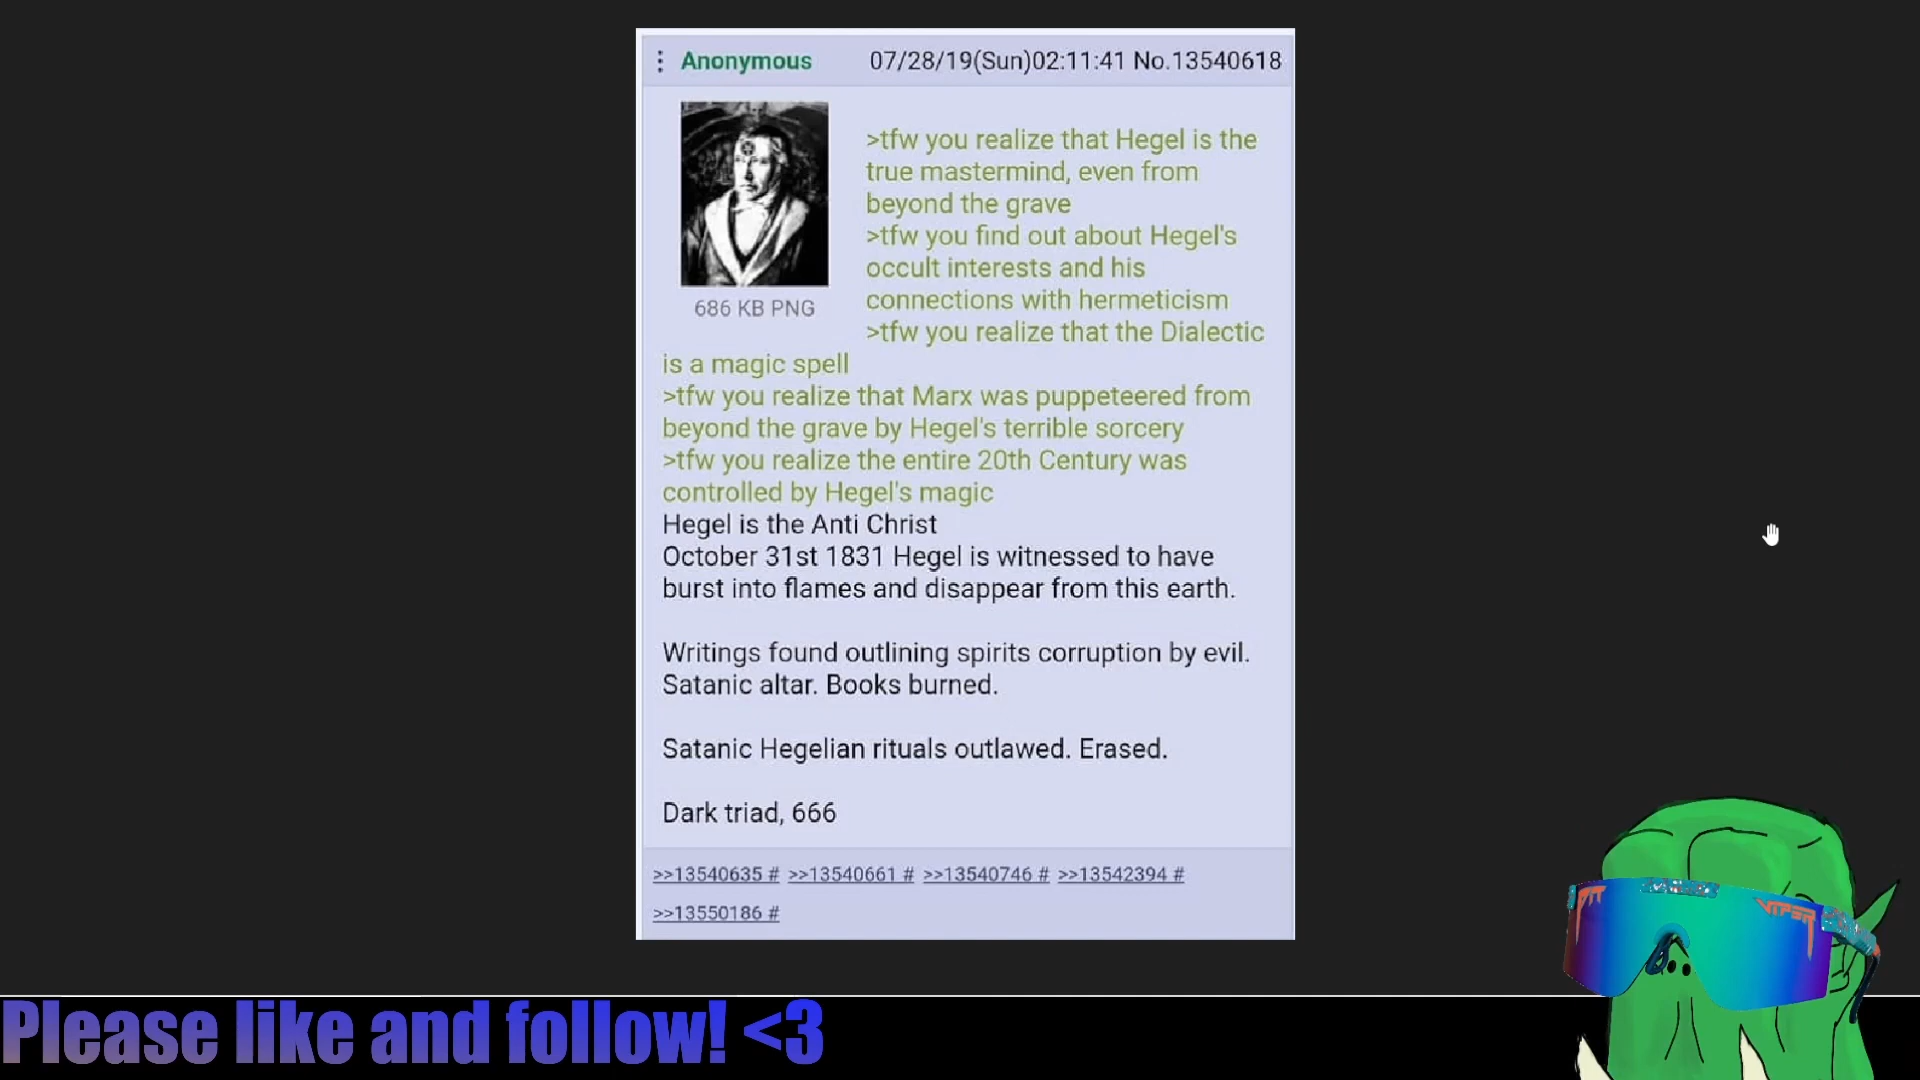 Anonymous 07/28/19(Sun)02:11:41 No.13540618
>tfw you realize that Hegel is the
true mastermind, even from
beyond the grave
>tfw you find out about Hegel's
occult interests and his
connections with hermeticism
>tfw you realize that the Dialectic
686 KB PNG
is a magic spell
>tfw you realize that Marx was puppeteered from
beyond the grave by Hegel's terrible sorcery
>tfw you realize the entire 20th Century was
controlled by Hegel's magic
Hegel is the Anti Christ
October 31st 1831 Hegel is witnessed to have
burst into flames and disappear from this earth.
Writings found outlining spirits corruption by evil.
Satanic altar. Books burned.
Satanic Hegelian rituals outlawed. Erased.
Dark triad, 666
>>13540635 # >>13540661 # >>13540746 # >>13542394 #
>>13550186 #
PIT VIPER
Please like and follow! <3